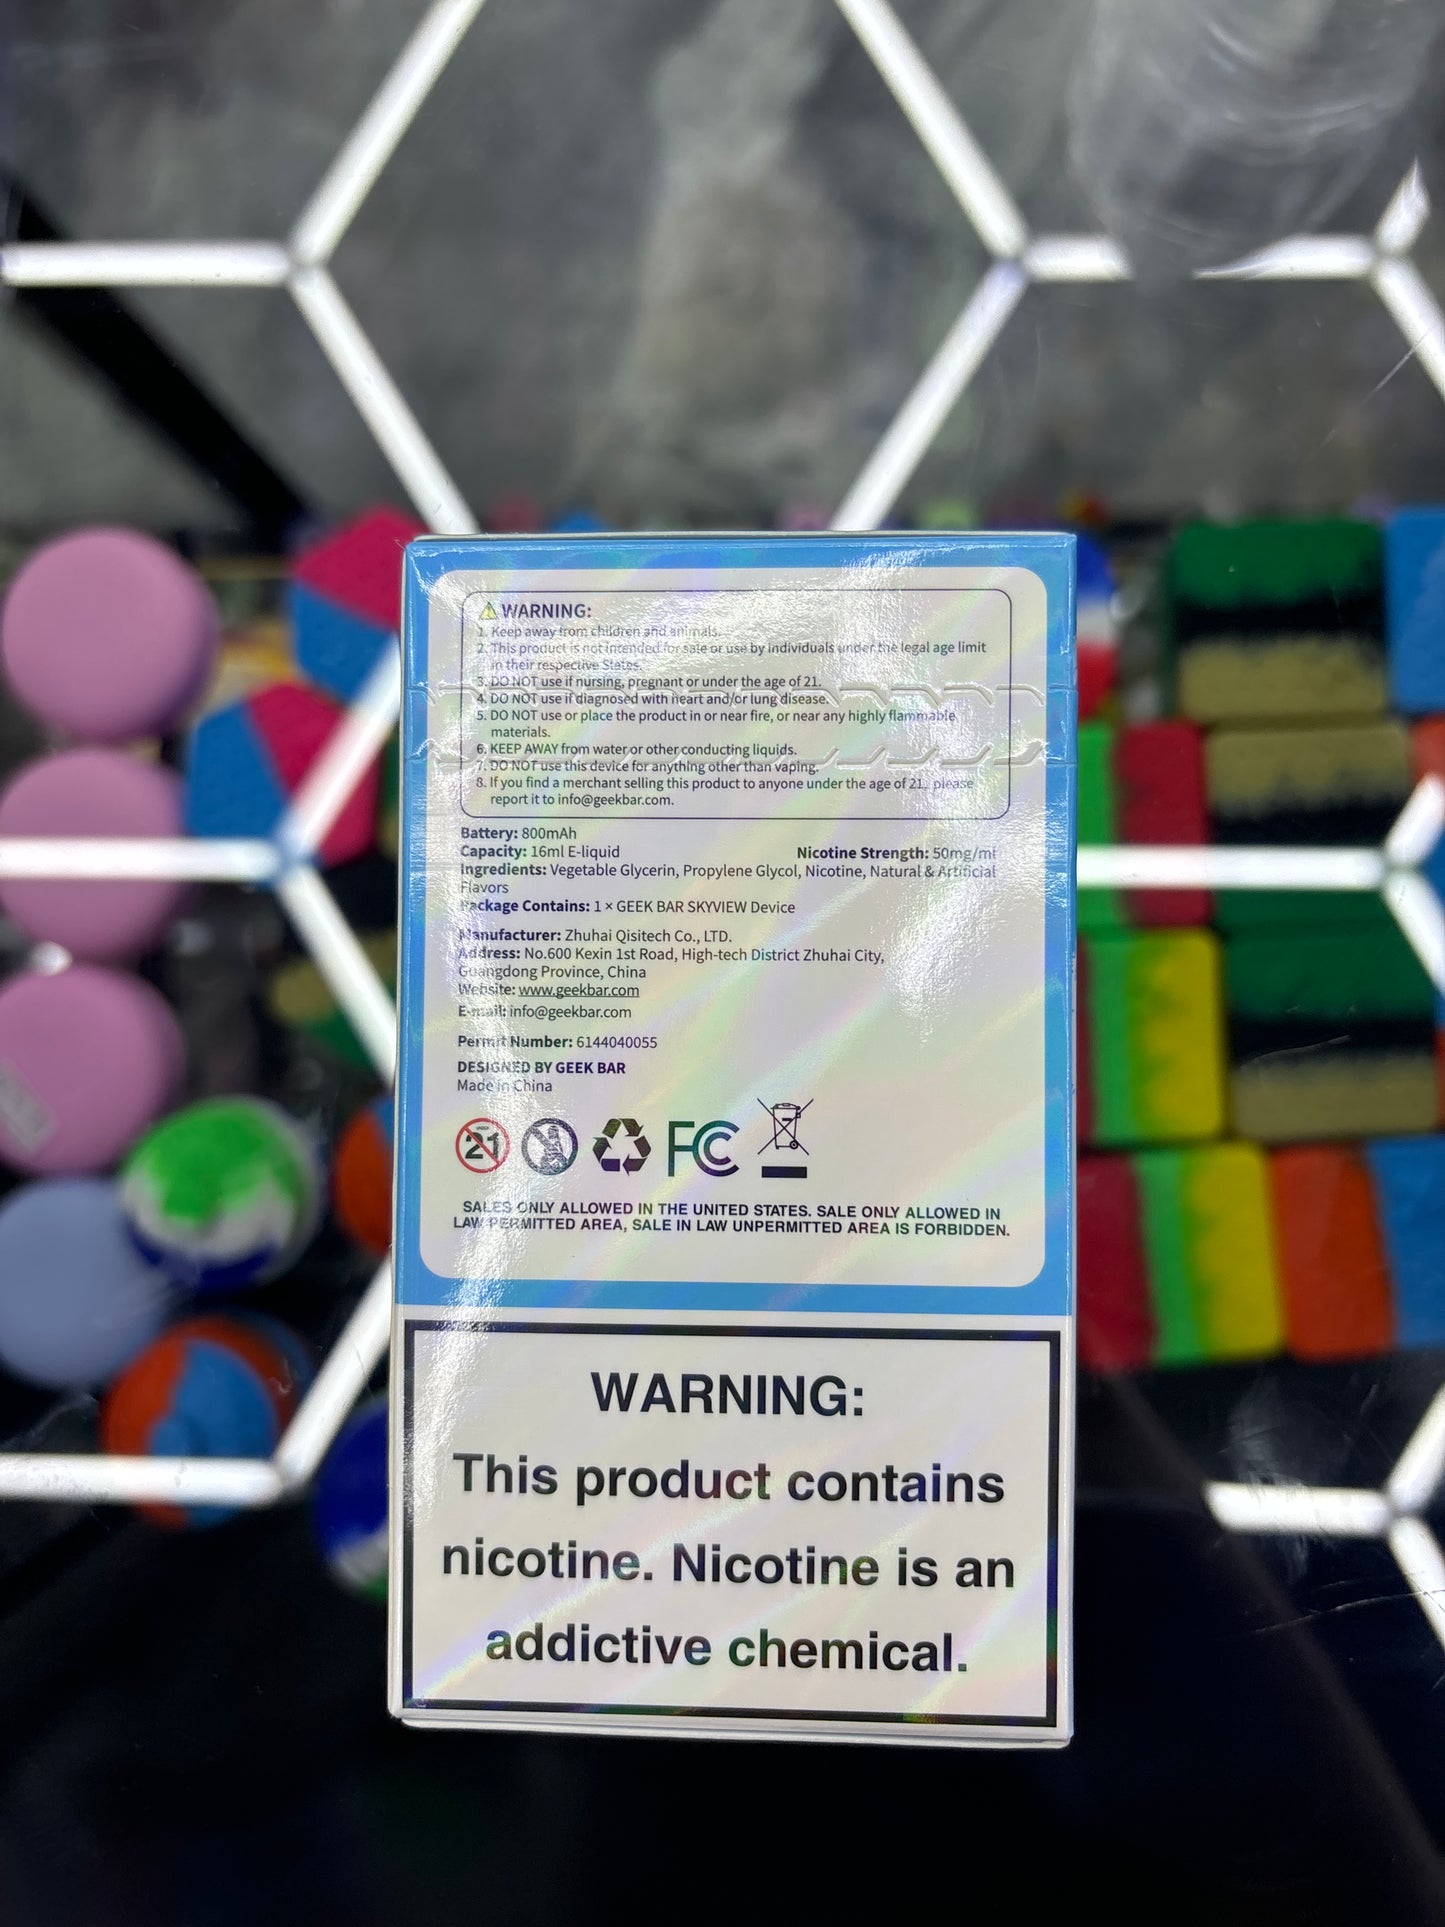 WARNING:
1. Keep away from children and animals.
2. This product is not intended for sale or use by individuals under the legal age limit
in their respective States.
3. DO NOT use if nursing, pregnant or under the age of 21.
4. DO NOT use if diagnosed with heart and/or lung disease.
5. DO NOT use or place the product in or near fire, or near any highly flammable
materials.
6. KEEP AWAY from water or other conducting liquids.
7. DO NOT use this device for anything other than vaping.
8. If you find a merchant selling this product to anyone under the age of 21, please
report it to info@geekbar.com.
Battery: 800mAh
Capacity: 16ml E-liquid Nicotine Strength: 50mg/ml
Ingredients: Vegetable Glycerin, Propylene Glycol, Nicotine, Natural & Artificial
Flavors
Package Contains: 1 × GEEK BAR SKYVIEW Device
Manufacturer: Zhuhai Qisitech Co., LTD.
Address: No.600 Kexin 1st Road, High-tech District Zhuhai City,
Guangdong Province, China
Website: www.geekbar.com
E-mail: info@geekbar.com
Permit Number: 6144040055
DESIGNED BY GEEK BAR
Made in China
21 FC
SALES ONLY ALLOWED IN THE UNITED STATES. SALE ONLY ALLOWED IN
LAW PERMITTED AREA, SALE IN LAW UNPERMITTED AREA IS FORBIDDEN.
WARNING:
This product contains
nicotine. Nicotine is an
addictive chemical.